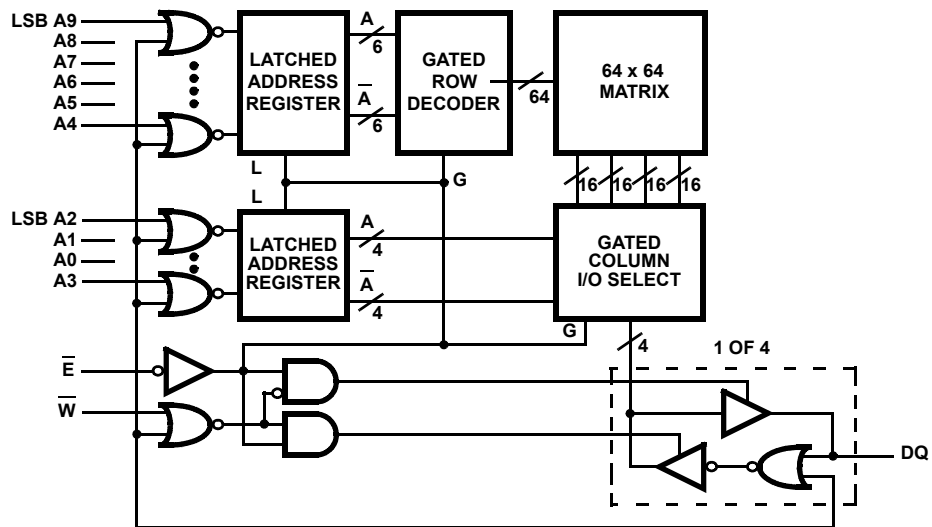 LSB A9
A8
A7
A6
A5
A4
LATCHED
ADDRESS
REGISTER
A
6
A̅
6
GATED
ROW
DECODER
64
64 x 64
MATRIX
L
L
G
16
16
16
16
LSB A2
A1
A0
A3
LATCHED
ADDRESS
REGISTER
A
4
A̅
4
GATED
COLUMN
I/O SELECT
G
4
1 OF 4
E̅
W̅
DQ